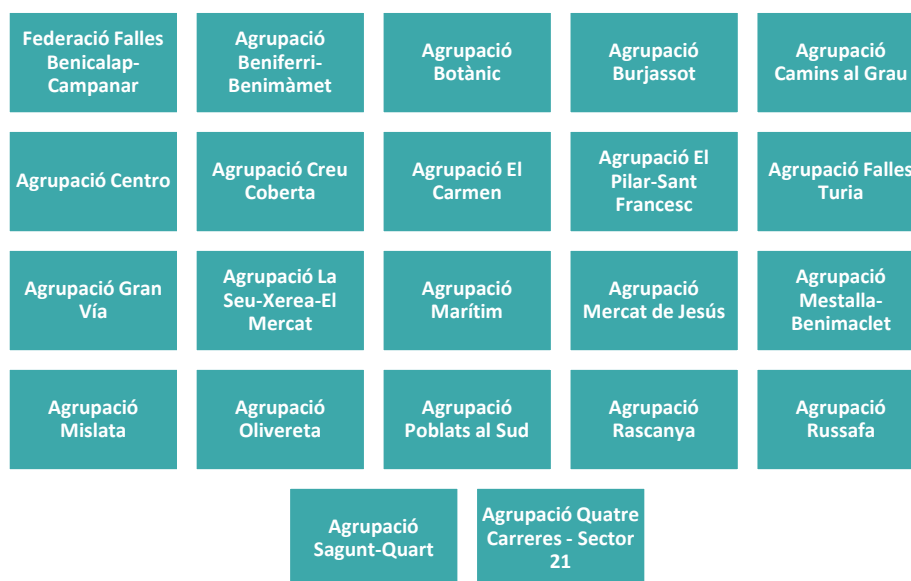 Federació Falles
Benicalap-
Campanar
Agrupació
Beniferri-
Benimàmet
Agrupació
Botànic
Agrupació
Burjassot
Agrupació
Camins al Grau
Agrupació Centro
Agrupació Creu
Coberta
Agrupació El
Carmen
Agrupació El
Pilar-Sant
Francesc
Agrupació Falles
Turia
Agrupació Gran
Vía
Agrupació La
Seu-Xerea-El
Mercat
Agrupació
Marítim
Agrupació
Mercat de Jesús
Agrupació
Mestalla-
Benimaclet
Agrupació
Mislata
Agrupació
Olivereta
Agrupació
Poblats al Sud
Agrupació
Rascanya
Agrupació
Russafa
Agrupació
Sagunt-Quart
Agrupació Quatre
Carreres - Sector
21